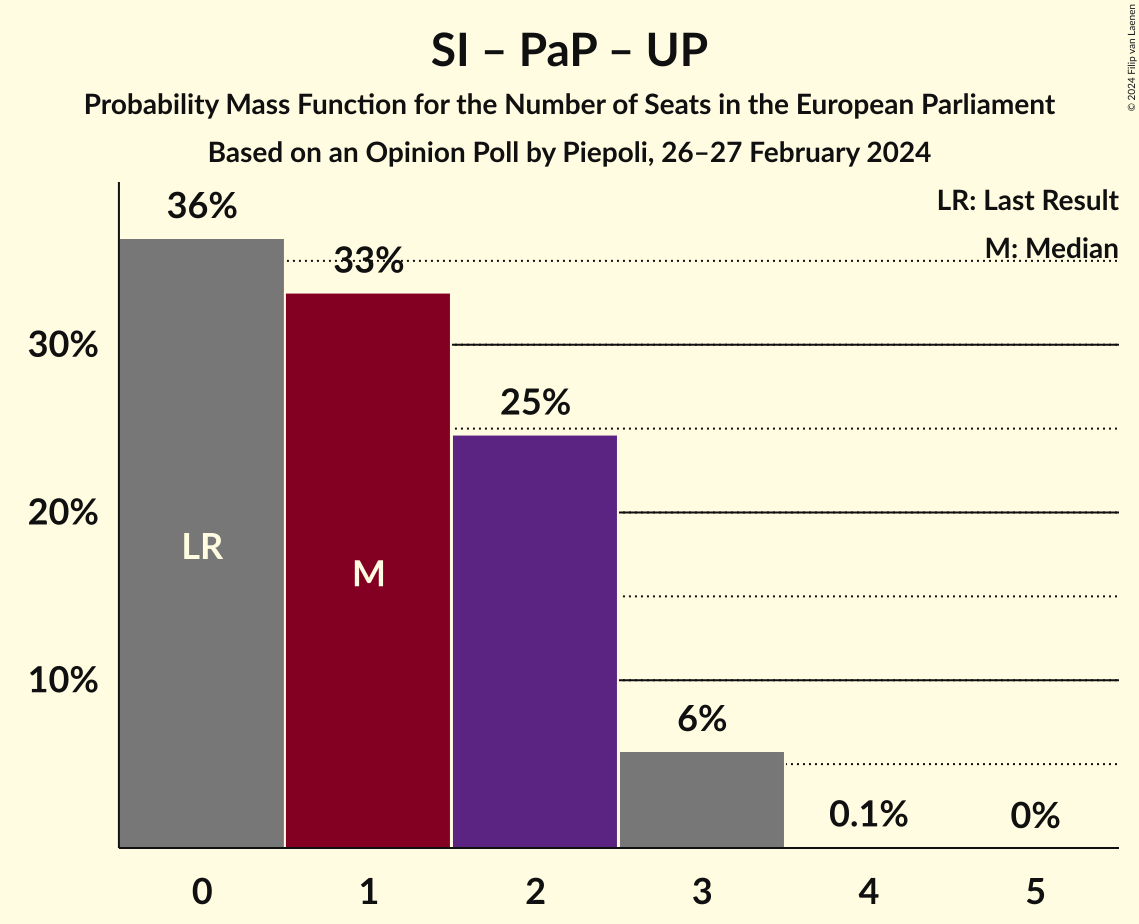 SI – PaP – UP
Probability Mass Function for the Number of Seats in the European Parliament
Based on an Opinion Poll by Piepoli, 26–27 February 2024
© 2024 Filip van Laenen
LR: Last Result
M: Median
36%
33%
25%
6%
0.1%
0%
30%
20%
10%
LR
M
0 1 2 3 4 5